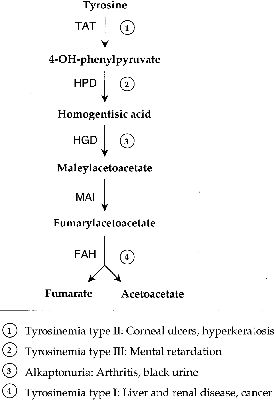 Tyrosine
TAT ①
4-OH-phenylpyruvate
HPD ②
Homogentisic acid
HGD ③
Maleylacetoacetate
MAI
Fumarylacetoacetate
FAH ④
Fumarate Acetoacetate
① Tyrosinemia type II: Corneal ulcers, hyperkeralosis
② Tyrosinemia type III: Mental retardation
③ Alkaptonuria: Arthritis, black urine
④ Tyrosinemia type I: Liver and renal disease, cancer